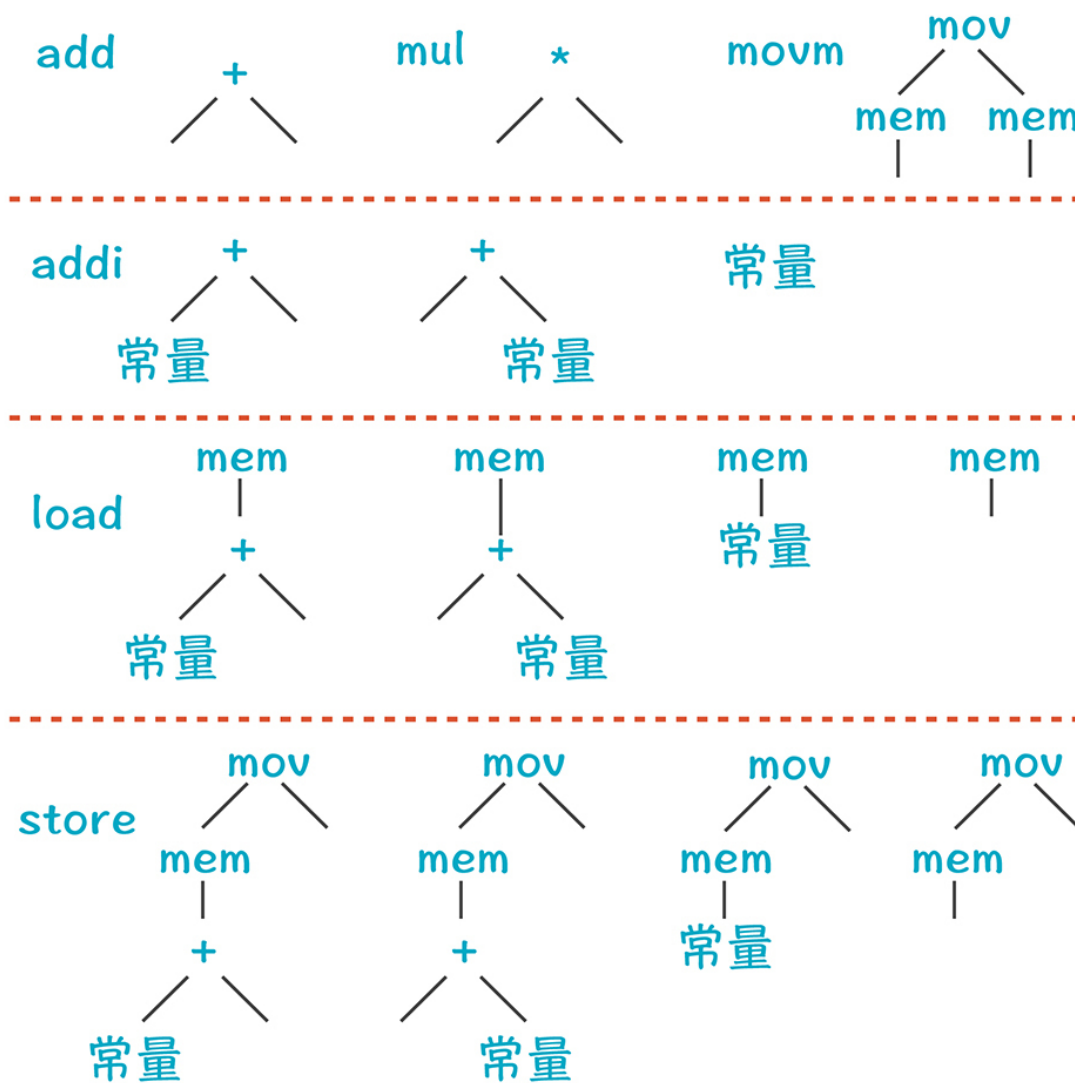 add + mul * movm mov
mem mem
addi + + 常量
常量 常量
load mem mem mem mem
+ + 常量
常量 常量
store mov mov mov mov
mem mem mem mem
+ + 常量
常量 常量